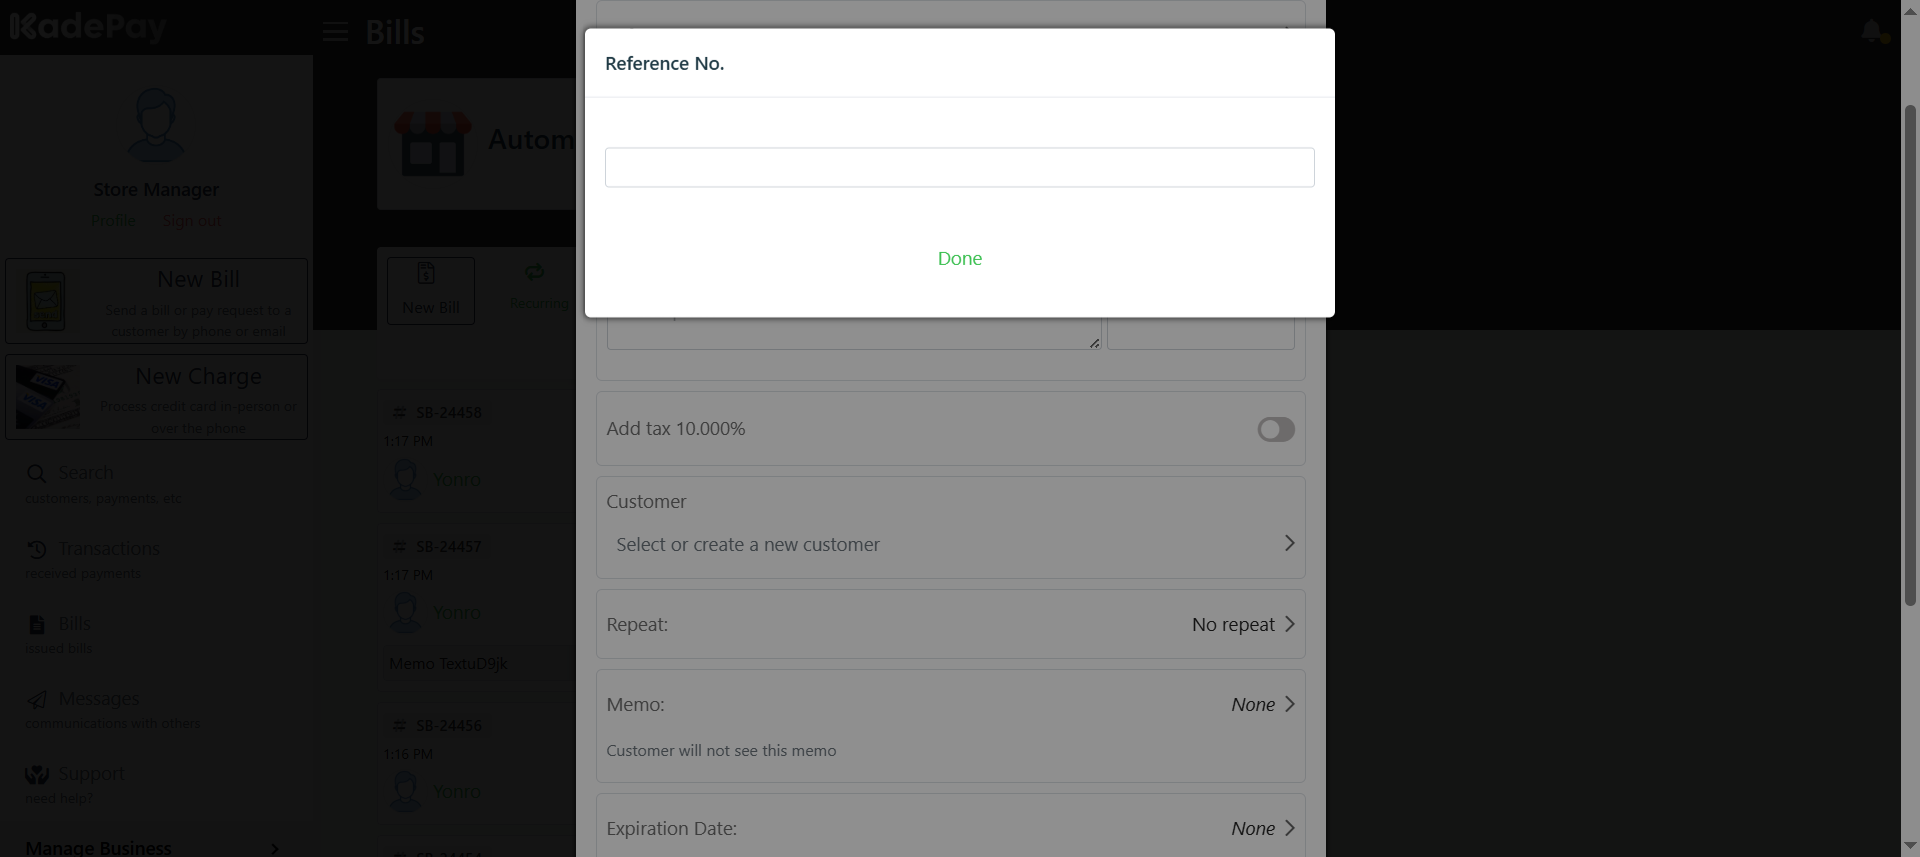 KadePay
Bills
Store Manager
Profile
Sign out
New Bill
Send a bill or pay request to a
customer by phone or email
New Charge
Process credit card in-person or
over the phone
Search
customers, payments, etc
Transactions
received payments
Bills
issued bills
Messages
communications with others
Support
need help?
Manage Business
Autom
New Bill
Recurring
# SB-24458
1:17 PM
Yonro
# SB-24457
1:17 PM
Yonro
Memo TextuD9jk
# SB-24456
1:16 PM
Yonro
Reference No.
Done
Add tax 10.000%
Customer
Select or create a new customer
Repeat:
No repeat
Memo:
None
Customer will not see this memo
Expiration Date:
None